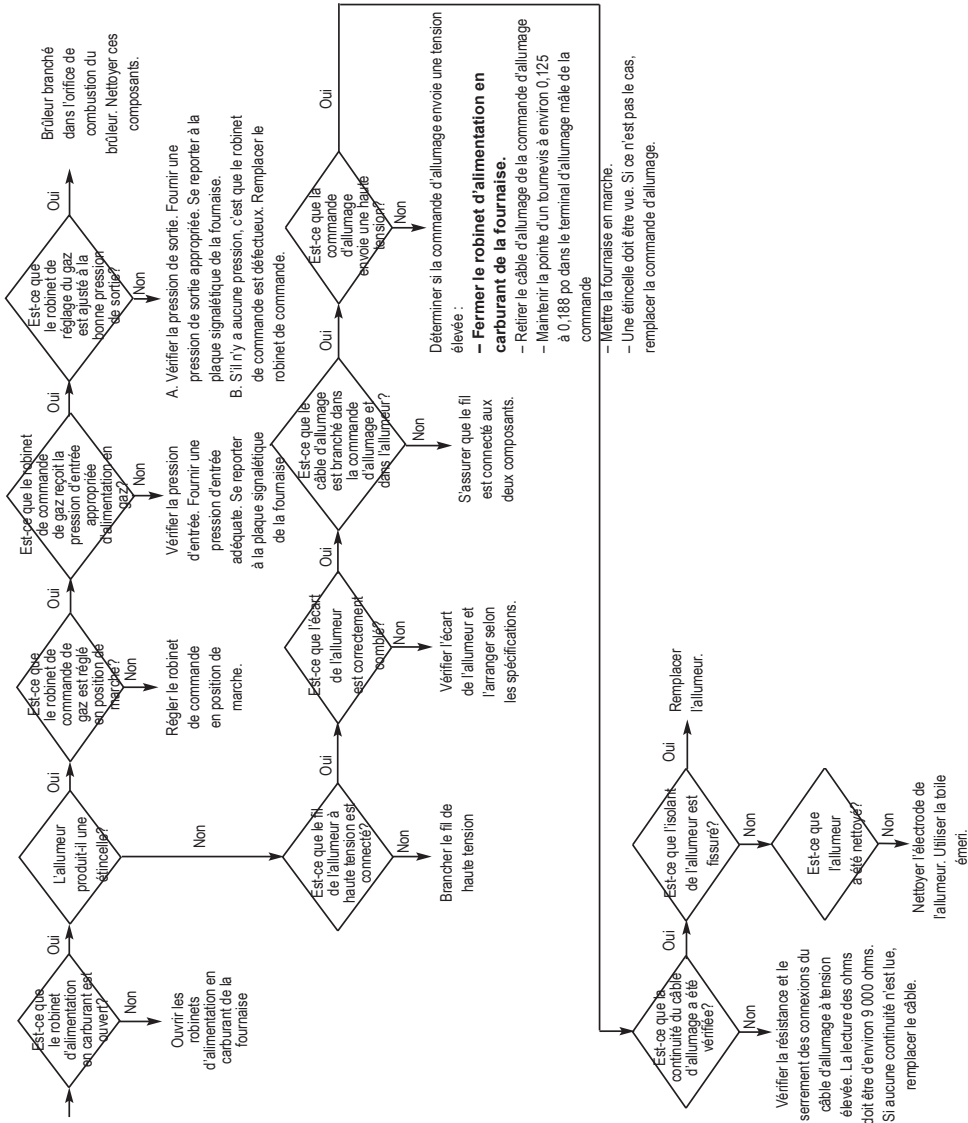 Est-ce que
le robinet
d'alimentation
en carburant est
ouvert?
Oui
Non
Ouvrir les
robinets
d'alimentation en
carburant de la
fournaise
L'allumeur
produit-il une
étincelle?
Oui
Non
Est-ce que
le robinet de
commande de
gaz est réglé
en position de
marche?
Oui
Non
Régler le robinet
de commande
en position de
marche.
Est-ce que le robinet
de commande
de gaz reçoit la
pression d'entrée
appropriée
d'alimentation en
gaz?
Oui
Non
Vérifier la pression
d'entrée. Fournir une
pression d'entrée
adéquate. Se reporter
à la plaque signalétique
de la fournaise
Est-ce que
le robinet de
réglage du gaz
est ajusté à la
bonne pression
de sortie?
Oui
Non
A. Vérifier la pression de sortie. Fournir une
pression de sortie appropriée. Se reporter à la
plaque signalétique de la fournaise.
B. S'il n'y a aucune pression, c'est que le robinet
de commande est défectueux. Remplacer le
robinet de commande.
Brûleur branché
dans l'orifice de
combustion du
brûleur. Nettoyer ces
composants.
Est-ce que le fil
de l'allumeur à
haute tension est
connecté?
Oui
Non
Brancher le fil de
haute tension
Est-ce que l'écart
de l'allumeur
est correctement
comblé?
Oui
Non
Vérifier l'écart
de l'allumeur et
l'arranger selon
les spécifications.
Est-ce que le
câble d'allumage
est branché dans
la commande
d'allumage et
dans l'allumeur?
Oui
Non
S'assurer que le fil
est connecté aux
deux composants.
Est-ce que la
commande
d'allumage
envoie une haute
tension?
Oui
Non
Déterminer si la commande d'allumage envoie une tension
élevée :
– Fermer le robinet d'alimentation en
carburant de la fournaise.
– Retirer le câble d'allumage de la commande d'allumage
– Maintenir la pointe d'un tournevis à environ 0,125
à 0,188 po dans le terminal d'allumage mâle de la
commande
– Mettre la fournaise en marche.
– Une étincelle doit être vue. Si ce n'est pas le cas,
remplacer la commande d'allumage.
Est-ce que la
continuité du câble
d'allumage a été
vérifiée?
Oui
Non
Vérifier la résistance et le
serrement des connexions du
câble d'allumage à tension
élevée. La lecture des ohms
doit être d'environ 9 000 ohms.
Si aucune continuité n'est lue,
remplacer le câble.
Est-ce que l'isolant
de l'allumeur est
fissuré?
Oui
Non
Remplacer
l'allumeur.
Est-ce que
l'allumeur
a été nettoyé?
Non
Nettoyer l'électrode de
l'allumeur. Utiliser la toile
émeri.